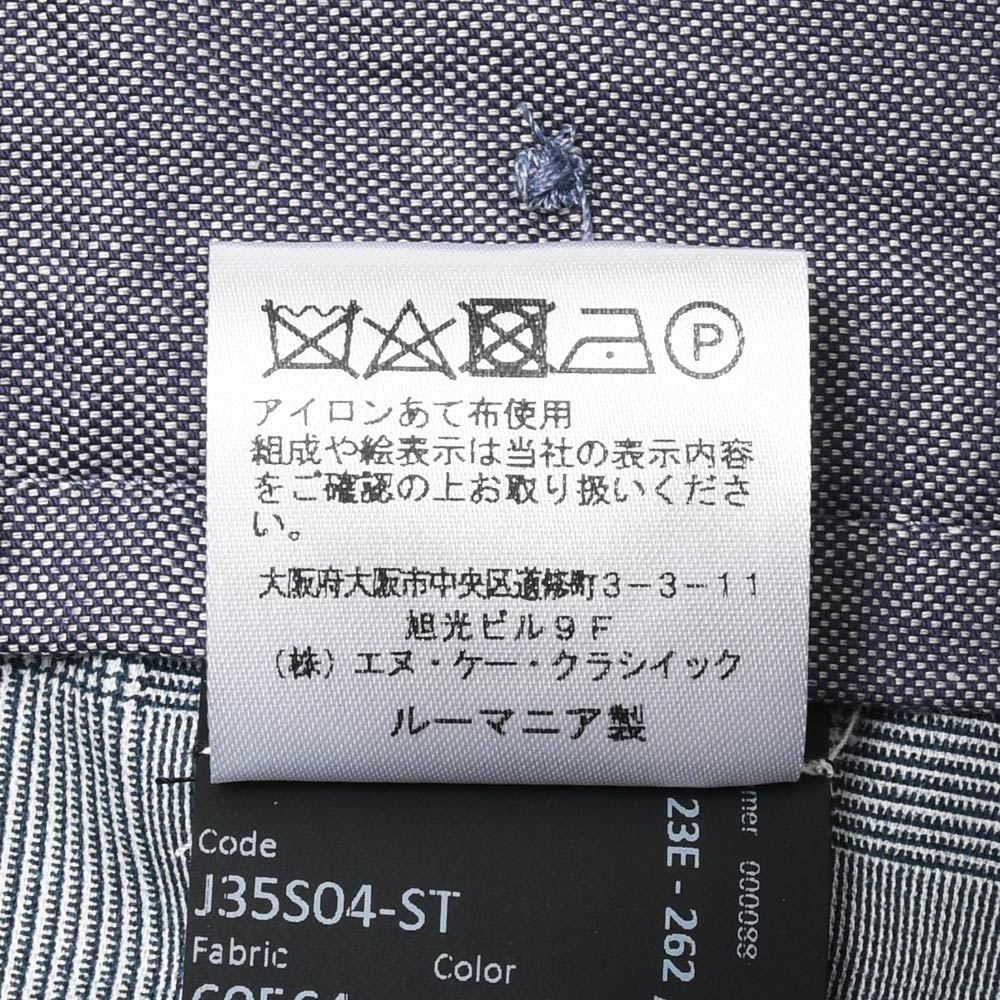 P
アイロンあて布使用
組成や絵表示は当社の表示内容
をご確認の上お取り扱いくださ
い。
大阪府大阪市中央区道修町3-3-11
旭光ビル9F
(株)エヌ・ケー・クラシイック
ルーマニア製
Code
J35S04-ST
Fabric
Color
23E - 262
000088